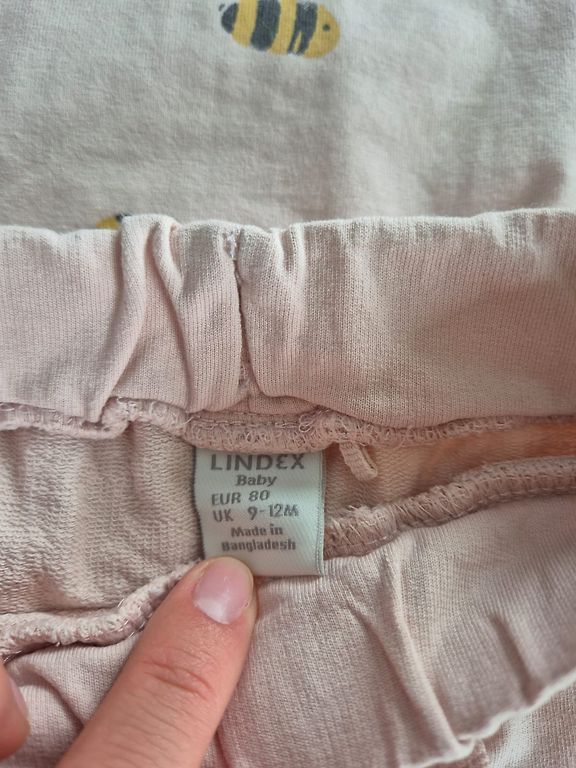 LINDEX
Baby
EUR 80
UK 9-12M
Made in
Bangladesh